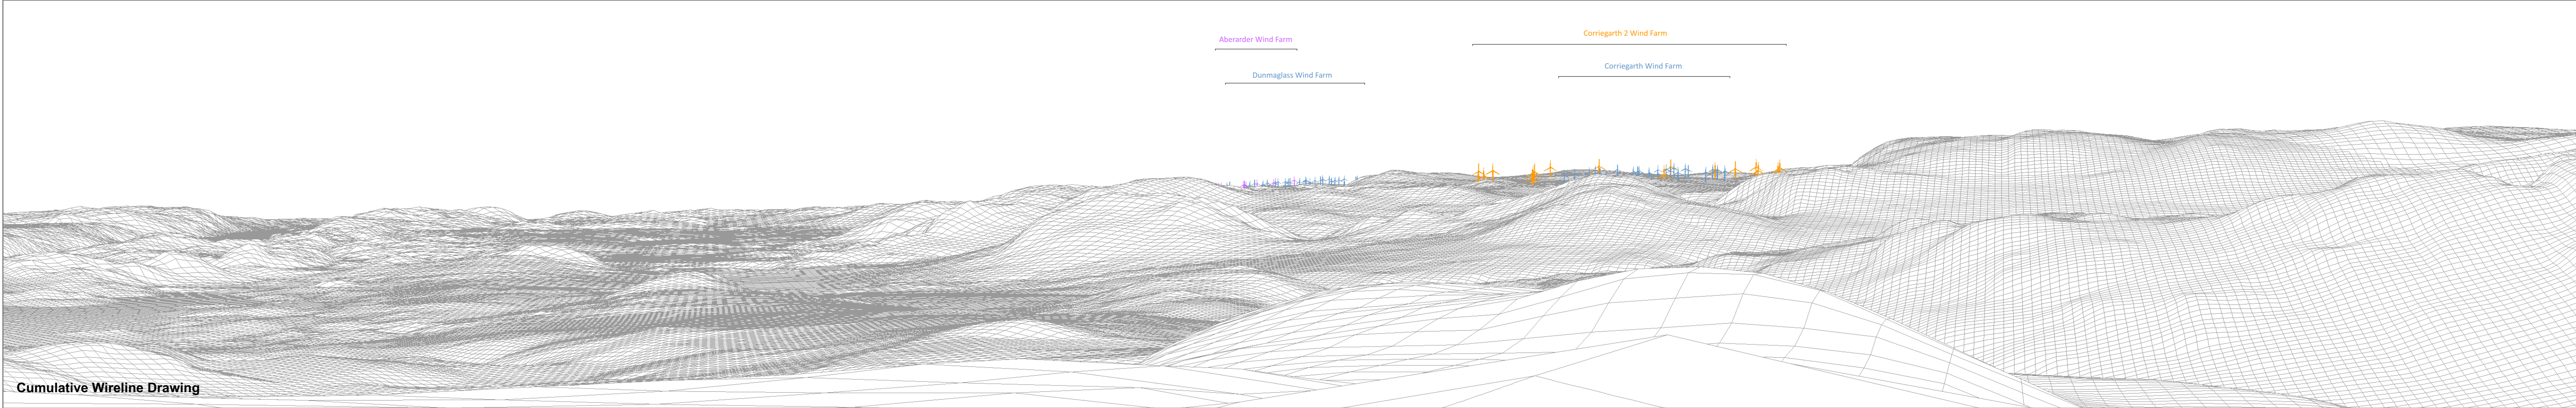 Aberarder Wind Farm
Corriegarth 2 Wind Farm
Dunmaglass Wind Farm
Corriegarth Wind Farm
Cumulative Wireline Drawing